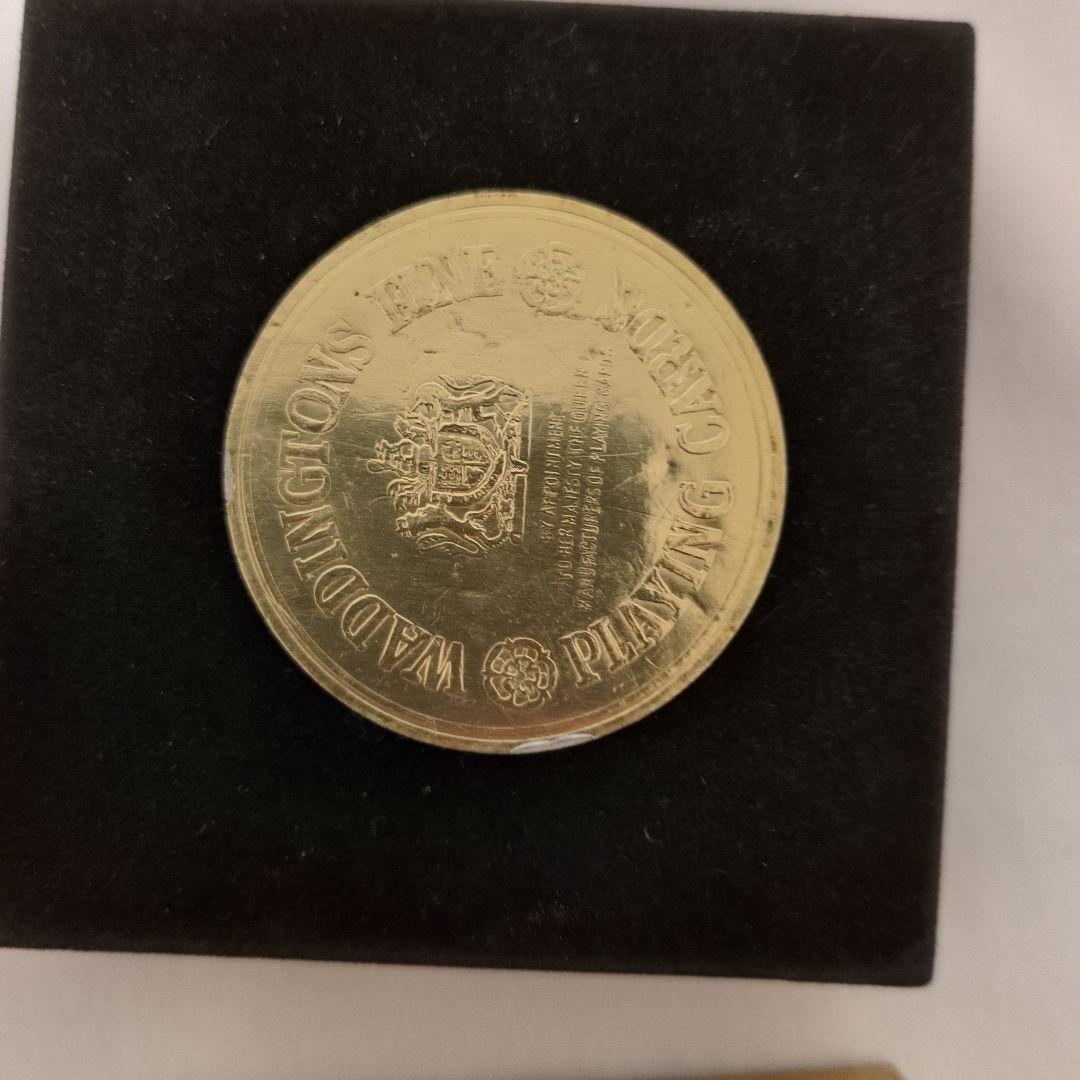 WADDINGTONS FINE
PLAYING CARDS
BY APPOINTMENT
TO HER MAJESTY THE QUEEN
MANUFACTURERS OF PLAYING CARDS